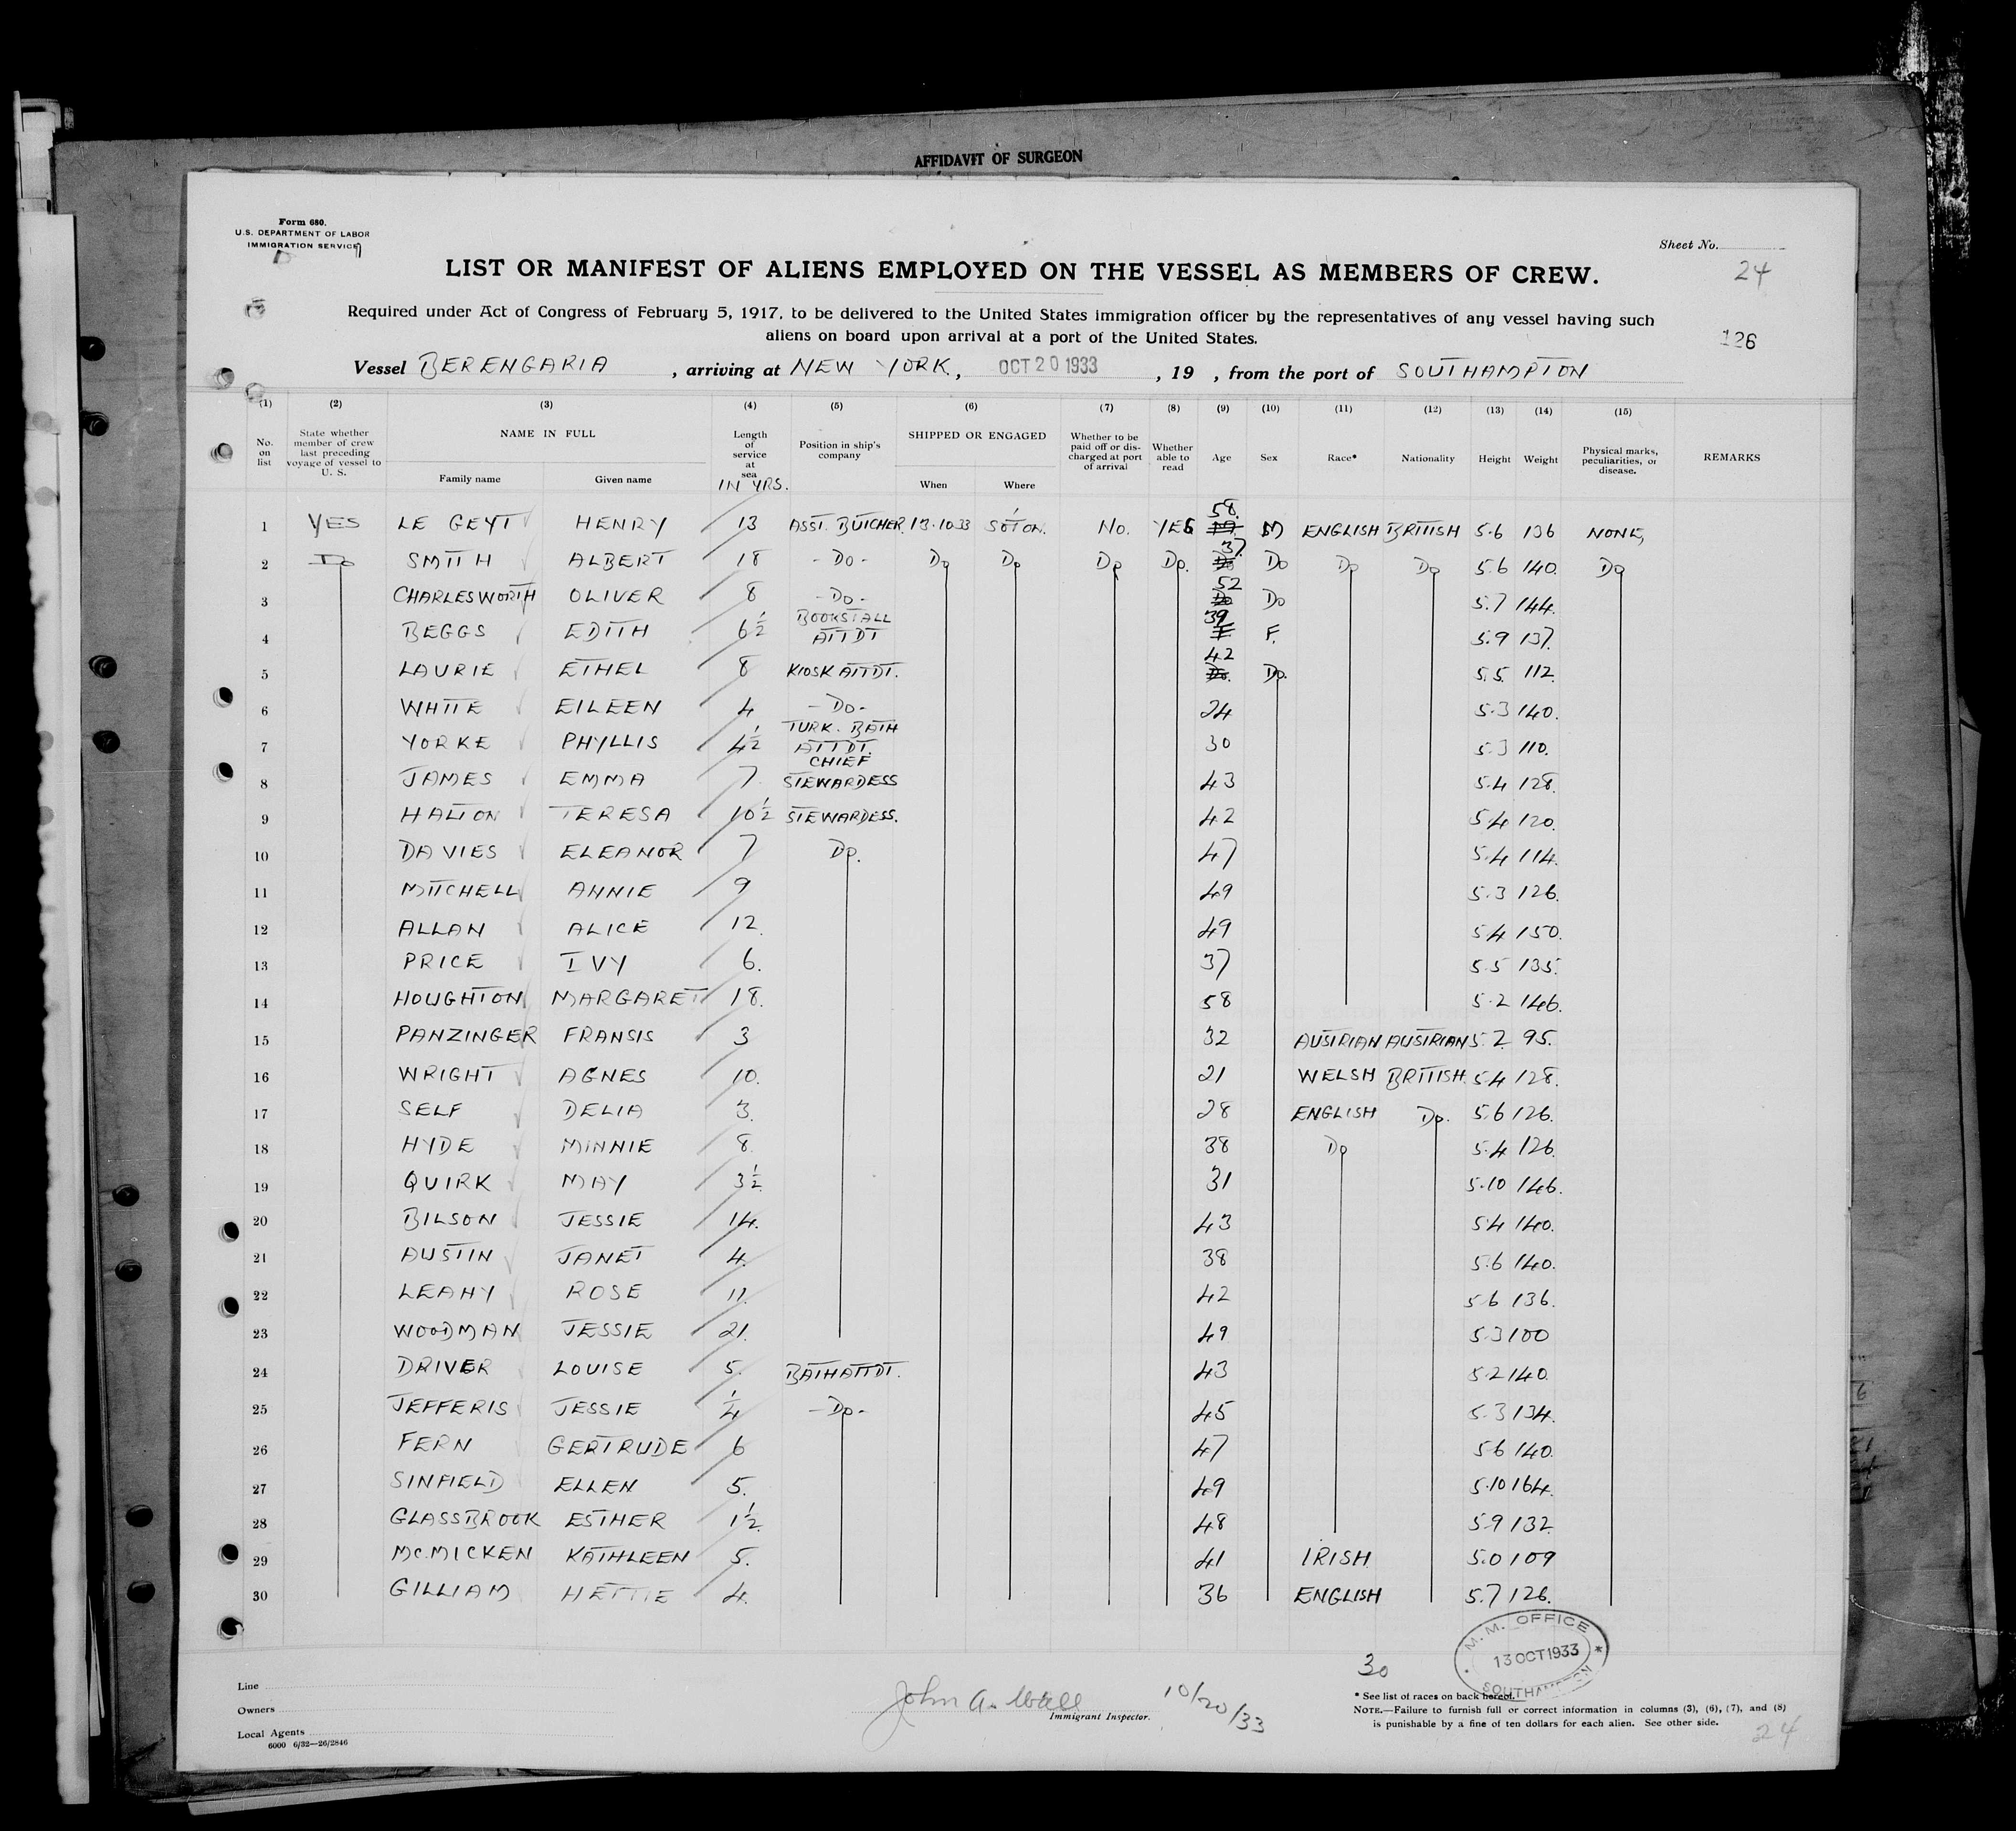 AFFIDAVIT OF SURGEON
Form 680.
U.S. DEPARTMENT OF LABOR
IMMIGRATION SERVICE
Sheet No.
24
LIST OR MANIFEST OF ALIENS EMPLOYED ON THE VESSEL AS MEMBERS OF CREW.
Required under Act of Congress of February 5, 1917, to be delivered to the United States immigration officer by the representatives of any vessel having such
aliens on board upon arrival at a port of the United States.
126
Vessel BERENGARIA, arriving at NEW YORK, OCT 20 1933, 19 , from the port of SOUTHAMPTON
(1) (2) (3) (4) (5) (6) (7) (8) (9) (10) (11) (12) (13) (14) (15)
No. on list State whether member of crew last preceding voyage of vessel to U. S. NAME IN FULL Length of service at sea Position in ship's company SHIPPED OR ENGAGED Whether to be paid off or discharged at port of arrival Whether able to read Age Sex Race* Nationality Height Weight Physical marks, peculiarities, or disease. REMARKS
Family name Given name IN YRS. When Where
1 YES LE GEYT HENRY 13 ASST. BUTCHER 13.10.33 SOTON. No. YES 58. M ENGLISH BRITISH 5.6 136 NONE,
2 Do SMITH ALBERT 18 - Do - Do Do Do Do. 37. Do Do Do 5.6 140. Do
3 CHARLESWORTH OLIVER 8 - Do - 52 Do 5.7 144.
4 BEGGS EDITH 6½ BOOKSTALL ATTDT 39 F. 5.9 137.
5 LAURIE ETHEL 8 KIOSK ATTDT. 42 Do. 5.5. 112.
6 WHITE EILEEN 4 - Do - 24 5.3 140.
7 YORKE PHYLLIS 4½ TURK. BATH ATTDT. 30 5.3 110.
8 JAMES EMMA 7 CHIEF STEWARDESS 43 5.4 128.
9 HALTON TERESA 10½ STEWARDESS. 42 5.4 120.
10 DAVIES ELEANOR 7 Do. 47 5.4 114.
11 MITCHELL ANNIE 9 49 5.3 126.
12 ALLAN ALICE 12. 49 5.4 150.
13 PRICE IVY 6. 37 5.5 135.
14 HOUGHTON MARGARET 18. 58 5.2 146.
15 PANZINGER FRANSIS 3 32 AUSTRIAN AUSTRIAN 5.2 95.
16 WRIGHT AGNES 10. 21 WELSH BRITISH. 5.4 128.
17 SELF DELIA 3. 28 ENGLISH Do. 5.6 126.
18 HYDE MINNIE 8. 38 Do 5.4 126.
19 QUIRK MAY 3½ 31 5.10 146.
20 BILSON JESSIE 14. 43 5.4 140.
21 AUSTIN JANET 4. 38 5.6 140.
22 LEAHY ROSE 11. 42 5.6 136.
23 WOODMAN JESSIE 21. 49 5.3 100
24 DRIVER LOUISE 5. BATH ATTDT. 43 5.2 140.
25 JEFFERIS JESSIE ¼ - Do - 45 5.3 134.
26 FERN GERTRUDE 6 47 5.6 140.
27 SINFIELD ELLEN 5. 49 5.10 164.
28 GLASSBROOK ESTHER 1½ 48 5.9 132
29 MC.MICKEN KATHLEEN 5. 41 IRISH 5.0 109
30 GILLIAM HETTIE 4. 36 ENGLISH 5.7 126.
M. M. OFFICE
13 OCT 1933
SOUTHAMPTON
30
Line
Owners
Local Agents
6000 6/32—26/2846
John A. Wall 10/20/33
Immigrant Inspector.
* See list of races on back hereof.
NOTE.—Failure to furnish full or correct information in columns (3), (6), (7), and (8)
is punishable by a fine of ten dollars for each alien. See other side.
24